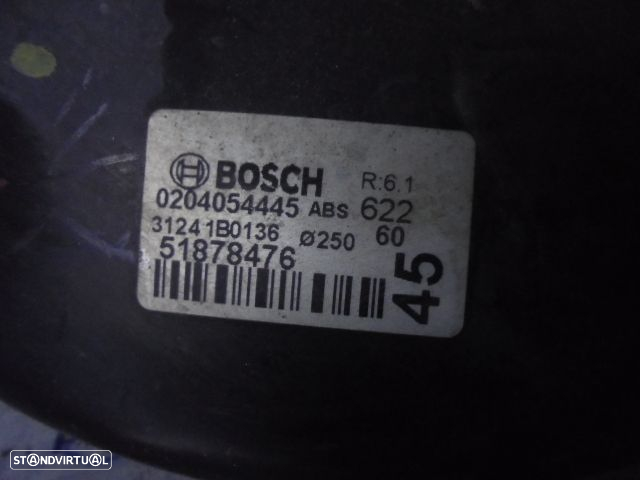 BOSCH R:6.1
0204054445 ABS 622
31241B0136 Ø250 60
51878476
45
STANDVIRTUAL